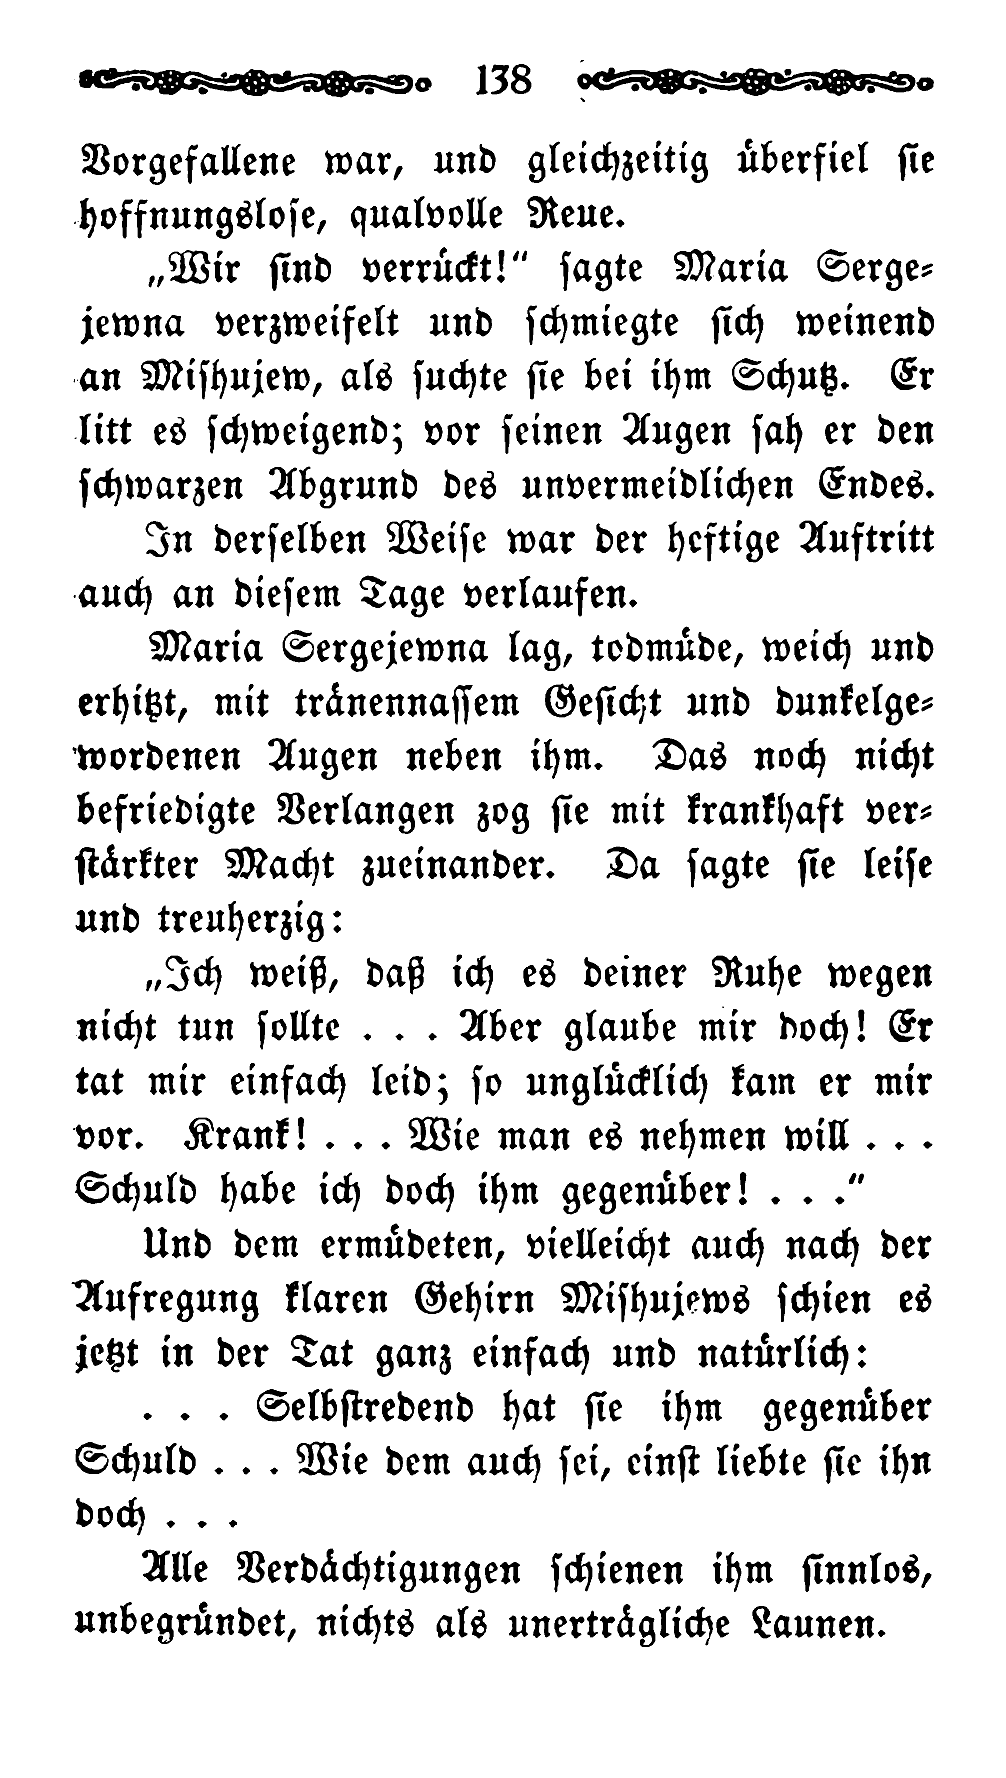 138
Vorgefallene war, und gleichzeitig überfiel sie
hoffnungslose, qualvolle Reue.
„Wir sind verrückt!“ sagte Maria Serge-
jewna verzweifelt und schmiegte sich weinend
an Mishujew, als suchte sie bei ihm Schutz. Er
litt es schweigend; vor seinen Augen sah er den
schwarzen Abgrund des unvermeidlichen Endes.
In derselben Weise war der heftige Auftritt
auch an diesem Tage verlaufen.
Maria Sergejewna lag, todmüde, weich und
erhitzt, mit tränennassem Gesicht und dunkelge-
wordenen Augen neben ihm. Das noch nicht
befriedigte Verlangen zog sie mit krankhaft ver-
stärkter Macht zueinander. Da sagte sie leise
und treuherzig:
„Ich weiß, daß ich es deiner Ruhe wegen
nicht tun sollte . . . Aber glaube mir doch! Er
tat mir einfach leid; so unglücklich kam er mir
vor. Krank! . . . Wie man es nehmen will . . .
Schuld habe ich doch ihm gegenüber! . . .“
Und dem ermüdeten, vielleicht auch nach der
Aufregung klaren Gehirn Mishujews schien es
jetzt in der Tat ganz einfach und natürlich:
. . . Selbstredend hat sie ihm gegenüber
Schuld . . . Wie dem auch sei, einst liebte sie ihn
doch . . .
Alle Verdächtigungen schienen ihm sinnlos,
unbegründet, nichts als unerträgliche Launen.